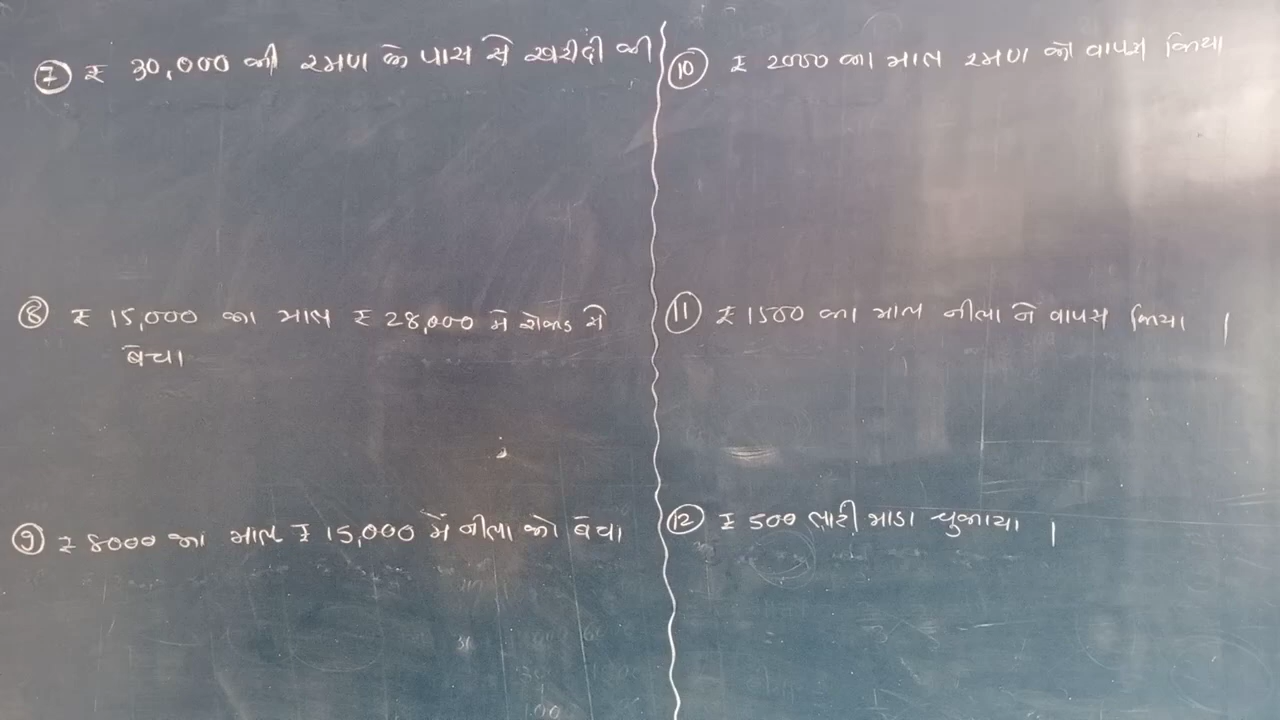 ⑦ ₹ 30,000 की रमण के पास से खरीदी की
⑧ ₹ 15,000 का माल ₹ 28,000 में रोकड से
बेचा।
⑨ ₹ 8000 का माल ₹ 15,000 में नीला को बेचा
⑩ ₹ 2000 का माल रमण को वापस किया
⑪ ₹ 1500 का माल नीला ने वापस किया ।
⑫ ₹ 500 लारी भाडा चुकाया ।